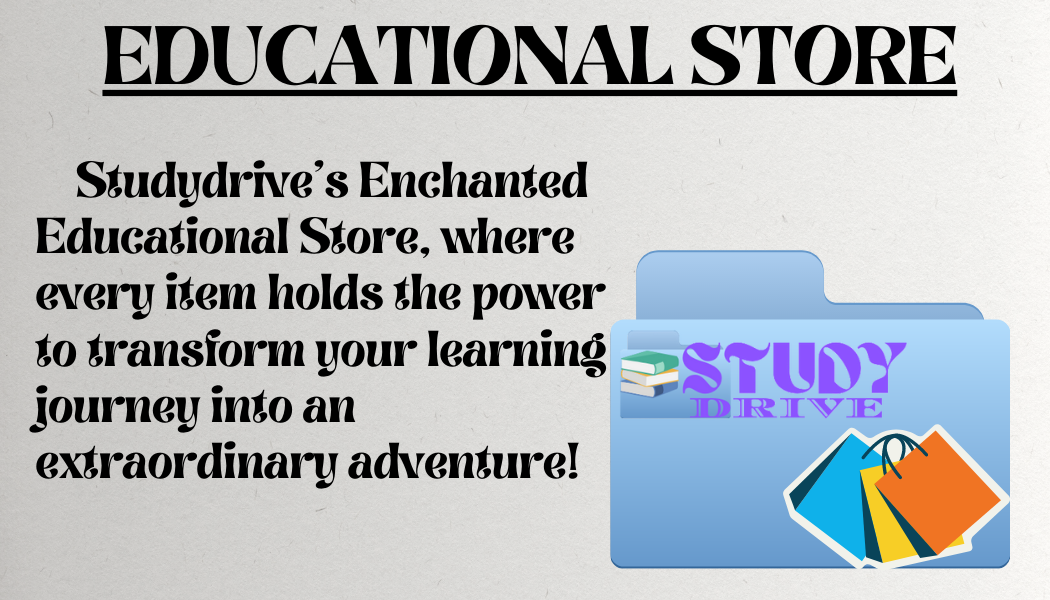 EDUCATIONAL STORE
Studydrive’s Enchanted
Educational Store, where
every item holds the power
to transform your learning
journey into an
extraordinary adventure!
STUDY
DRIVE